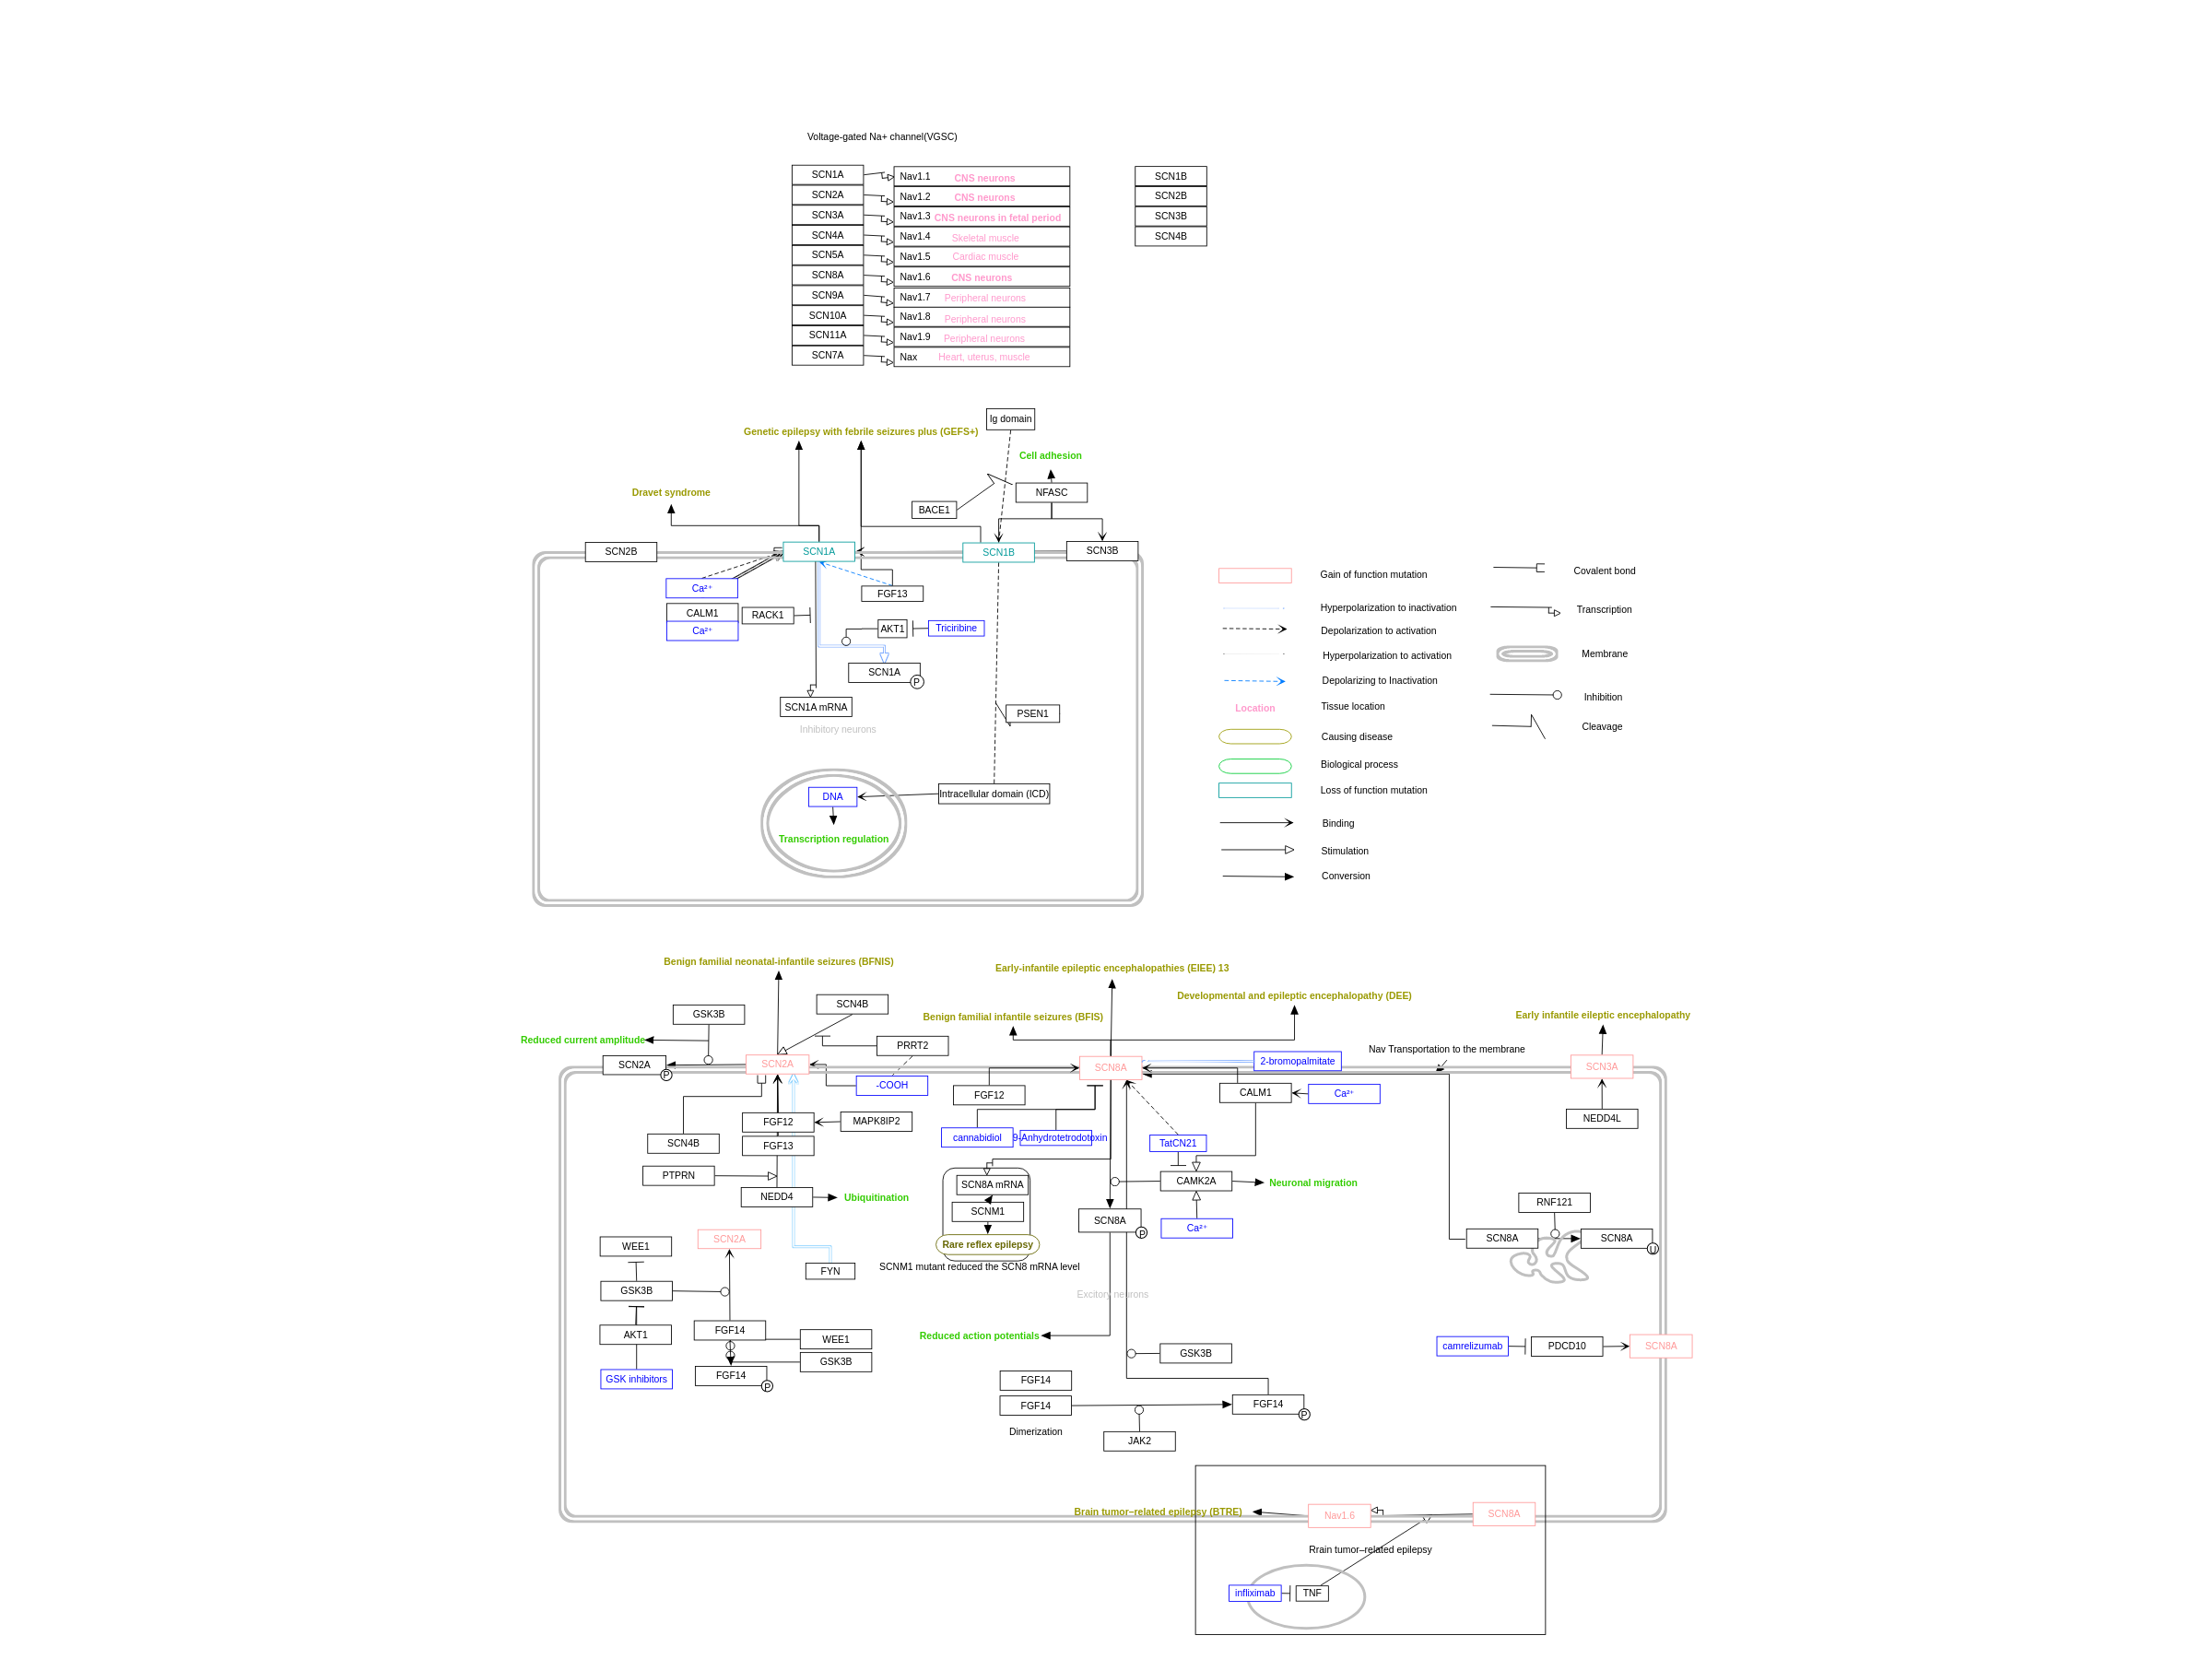 Voltage-gated Na+ channel(VGSC)
SCN1A
Nav1.1 CNS neurons
SCN1B
SCN2A
Nav1.2 CNS neurons
SCN2B
SCN3A
Nav1.3 CNS neurons in fetal period
SCN3B
SCN4A
Nav1.4 Skeletal muscle
SCN4B
SCN5A
Nav1.5 Cardiac muscle
SCN8A
Nav1.6 CNS neurons
SCN9A
Nav1.7 Peripheral neurons
SCN10A
Nav1.8 Peripheral neurons
SCN11A
Nav1.9 Peripheral neurons
SCN7A
Nax Heart, uterus, muscle
Ig domain
Genetic epilepsy with febrile seizures plus (GEFS+)
Cell adhesion
Dravet syndrome
NFASC
BACE1
SCN2B
SCN1A
SCN1B
SCN3B
Ca²⁺
FGF13
CALM1
RACK1
Ca²⁺
AKT1
Triciribine
SCN1A
P
SCN1A mRNA
PSEN1
Inhibitory neurons
DNA
Intracellular domain (ICD)
Transcription regulation
Gain of function mutation
Covalent bond
Hyperpolarization to inactivation
Transcription
Depolarization to activation
Hyperpolarization to activation
Membrane
Depolarizing to Inactivation
Inhibition
Location
Tissue location
Cleavage
Causing disease
Biological process
Loss of function mutation
Binding
Stimulation
Conversion
Benign familial neonatal-infantile seizures (BFNIS)
Early-infantile epileptic encephalopathies (EIEE) 13
Developmental and epileptic encephalopathy (DEE)
SCN4B
GSK3B
Benign familial infantile seizures (BFIS)
Early infantile eileptic encephalopathy
Reduced current amplitude
PRRT2
Nav Transportation to the membrane
SCN2A
P
SCN2A
SCN8A
2-bromopalmitate
SCN3A
-COOH
FGF12
CALM1
Ca²⁺
FGF12
MAPK8IP2
NEDD4L
SCN4B
FGF13
cannabidiol
9-Anhydrotetrodotoxin
TatCN21
PTPRN
SCN8A mRNA
CAMK2A
Neuronal migration
NEDD4
Ubiquitination
SCNM1
SCN8A
P
RNF121
Ca²⁺
SCN2A
WEE1
Rare reflex epilepsy
SCN8A
SCN8A
U
FYN
SCNM1 mutant reduced the SCN8 mRNA level
GSK3B
Excitory neurons
AKT1
FGF14
WEE1
Reduced action potentials
GSK3B
camrelizumab
PDCD10
SCN8A
GSK3B
FGF14
P
GSK inhibitors
FGF14
FGF14
FGF14
P
Dimerization
JAK2
Brain tumor–related epilepsy (BTRE)
Nav1.6
SCN8A
Rrain tumor–related epilepsy
infliximab
TNF